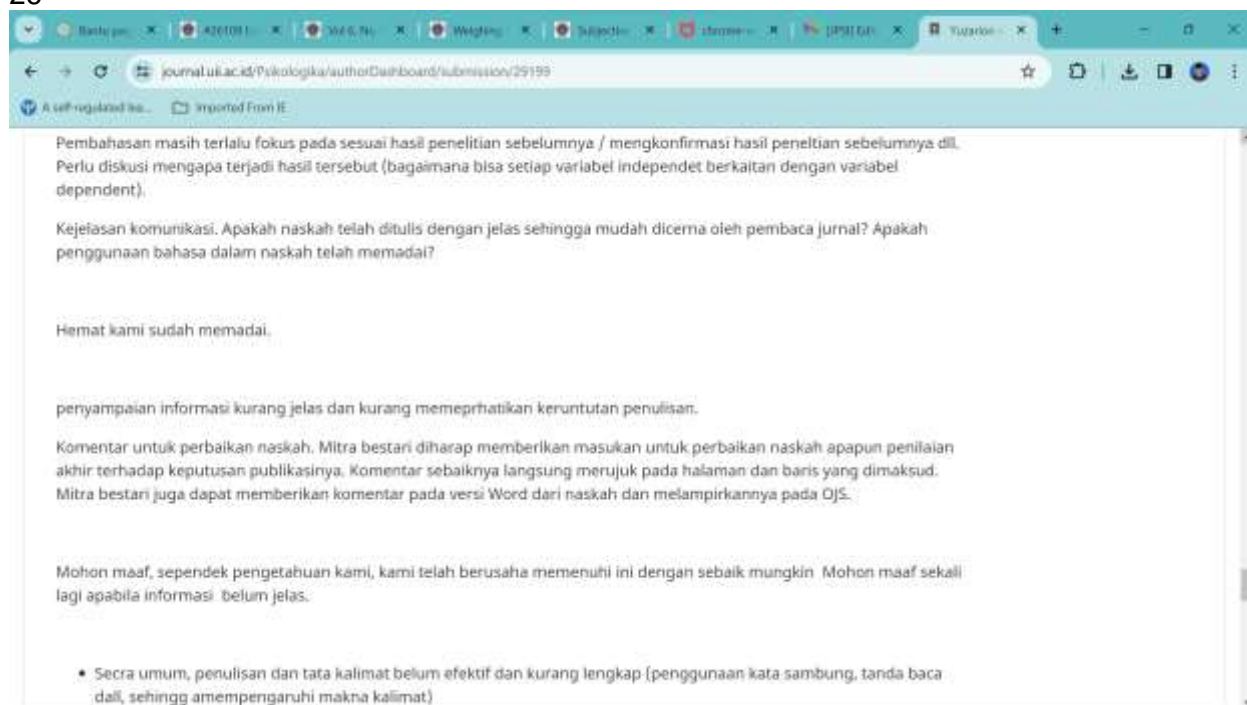 journal.uii.ac.id/Psikologika/authorDashboard/submission/29199
A self-regulated lea...
Imported From IE
Pembahasan masih terlalu fokus pada sesuai hasil penelitian sebelumnya / mengkonfirmasi hasil peneltian sebelumnya dll.
Perlu diskusi mengapa terjadi hasil tersebut (bagaimana bisa setiap variabel independet berkaitan dengan variabel
dependent).
Kejelasan komunikasi. Apakah naskah telah ditulis dengan jelas sehingga mudah dicerna oleh pembaca jurnal? Apakah
penggunaan bahasa dalam naskah telah memadai?
Hemat kami sudah memadai.
penyampaian informasi kurang jelas dan kurang memeprhatikan keruntutan penulisan.
Komentar untuk perbaikan naskah. Mitra bestari diharap memberikan masukan untuk perbaikan naskah apapun penilaian
akhir terhadap keputusan publikasinya. Komentar sebaiknya langsung merujuk pada halaman dan baris yang dimaksud.
Mitra bestari juga dapat memberikan komentar pada versi Word dari naskah dan melampirkannya pada OJS.
Mohon maaf, sependek pengetahuan kami, kami telah berusaha memenuhi ini dengan sebaik mungkin Mohon maaf sekali
lagi apabila informasi belum jelas.
• Secra umum, penulisan dan tata kalimat belum efektif dan kurang lengkap (penggunaan kata sambung, tanda baca
dall, sehingg amempengaruhi makna kalimat)